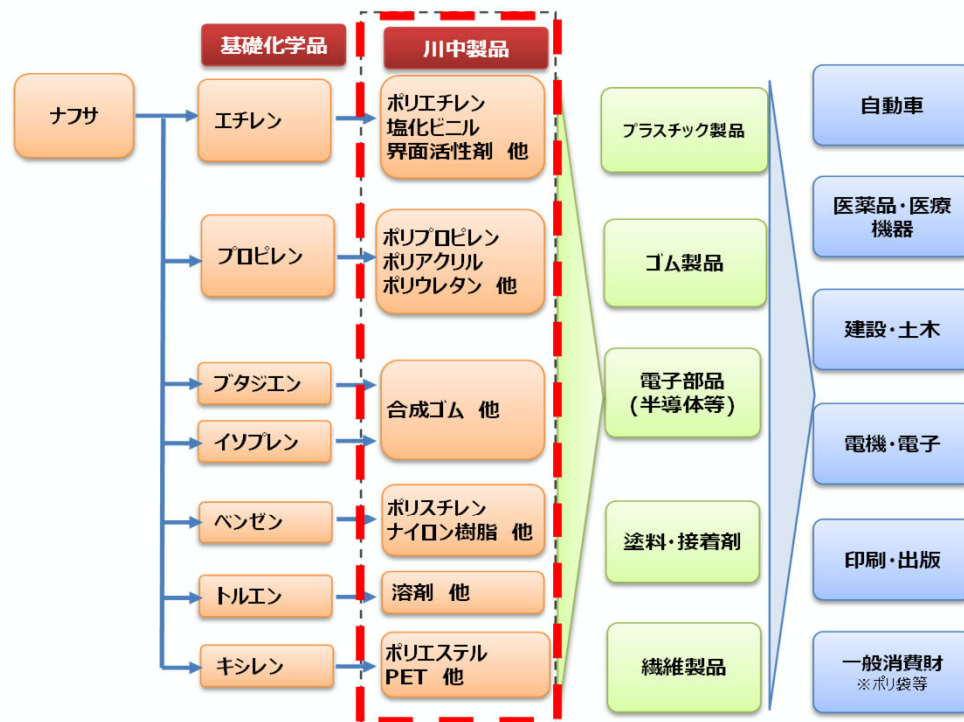 基礎化学品
川中製品
ナフサ
エチレン
ポリエチレン
塩化ビニル
界面活性剤 他
プロピレン
ポリプロピレン
ポリアクリル
ポリウレタン 他
ブタジエン
イソプレン
合成ゴム 他
ベンゼン
ポリスチレン
ナイロン樹脂 他
トルエン
溶剤 他
キシレン
ポリエステル
PET 他
プラスチック製品
ゴム製品
電子部品
(半導体等)
塗料・接着剤
繊維製品
自動車
医薬品・医療
機器
建設・土木
電機・電子
印刷・出版
一般消費財
※ポリ袋等